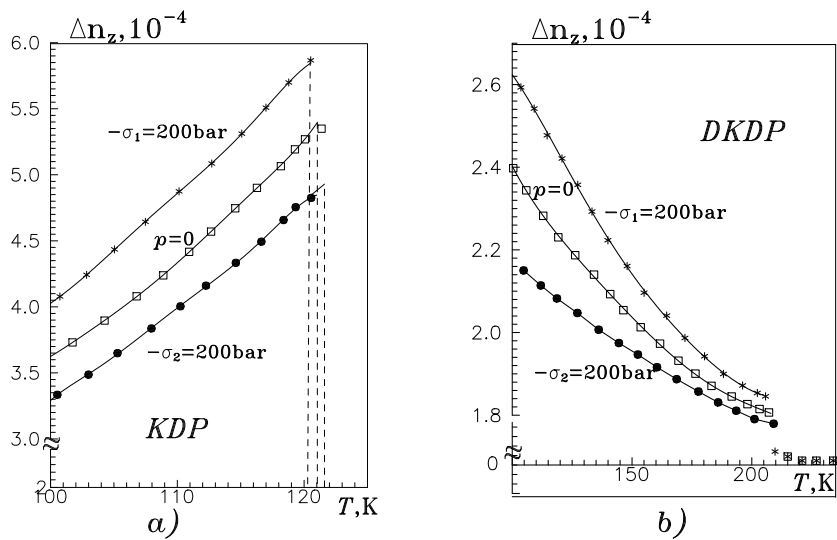 Δn_z,10⁻⁴
6.0
5.5
5.0
4.5
4.0
3.5
3.0
2
100
110
120
T,K
-σ₁=200bar
p=0
-σ₂=200bar
KDP
a)
Δn_z,10⁻⁴
2.6
2.4
2.2
2.0
1.8
0
150
200
T,K
DKDP
p=0
-σ₁=200bar
-σ₂=200bar
b)